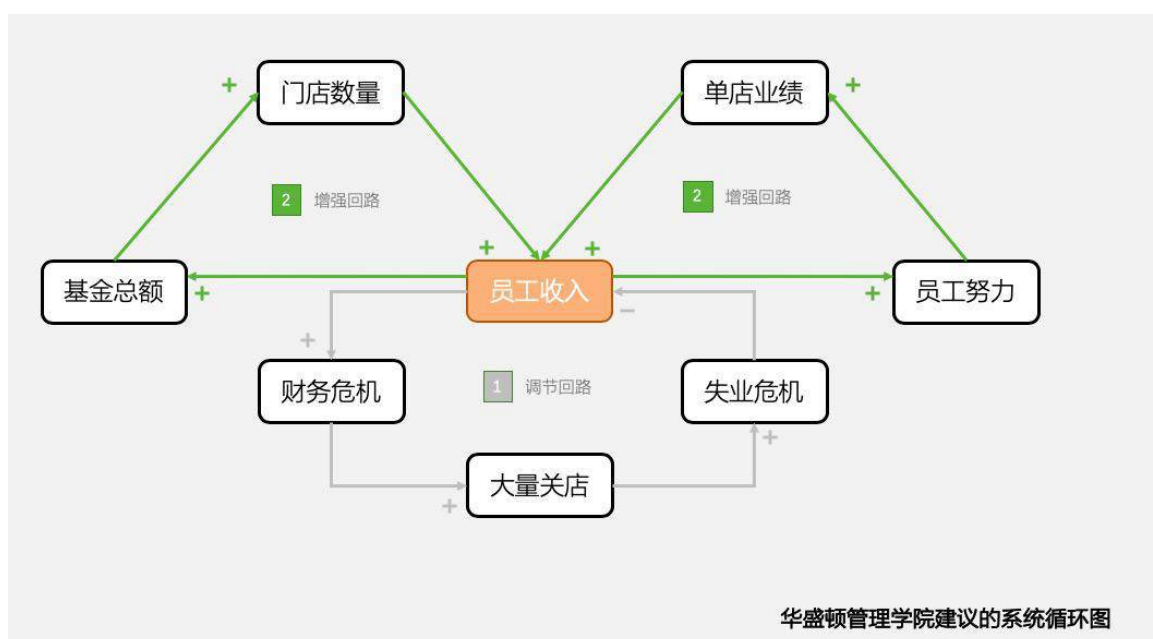 +
门店数量
单店业绩
+
2 增强回路
2 增强回路
+
+
基金总额
+
员工收入
+
员工努力
−
+
财务危机
1 调节回路
失业危机
+
大量关店
+
华盛顿管理学院建议的系统循环图